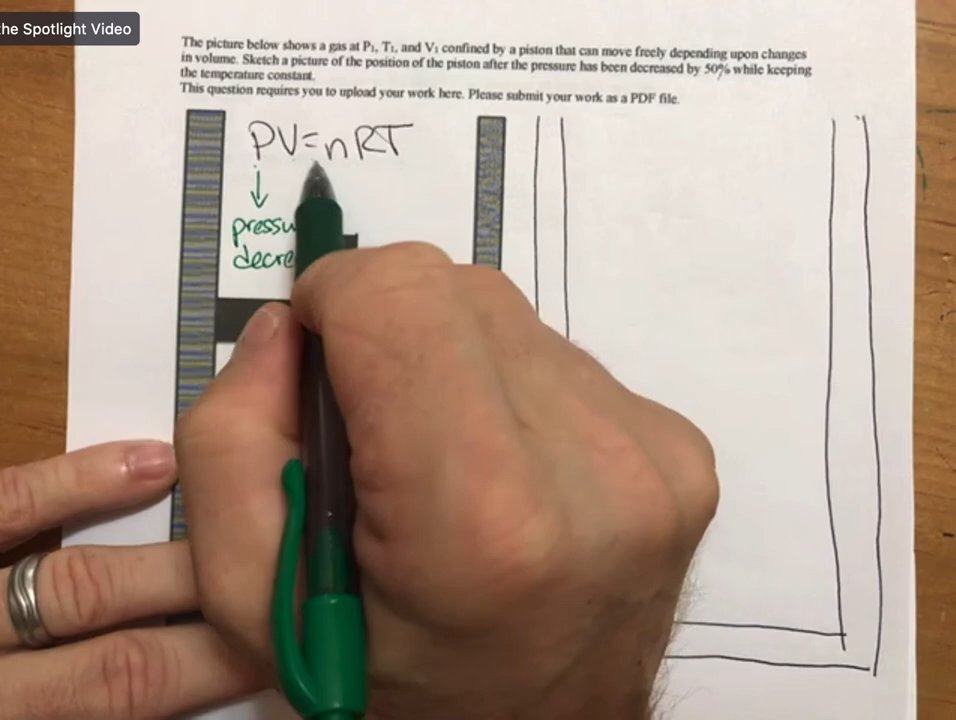 the Spotlight Video
The picture below shows a gas at P₁, T₁, and V₁ confined by a piston that can move freely depending upon changes
in volume. Sketch a picture of the position of the piston after the pressure has been decreased by 50% while keeping
the temperature constant.
This question requires you to upload your work here. Please submit your work as a PDF file.
PV=nRT
↓
pressu
decre